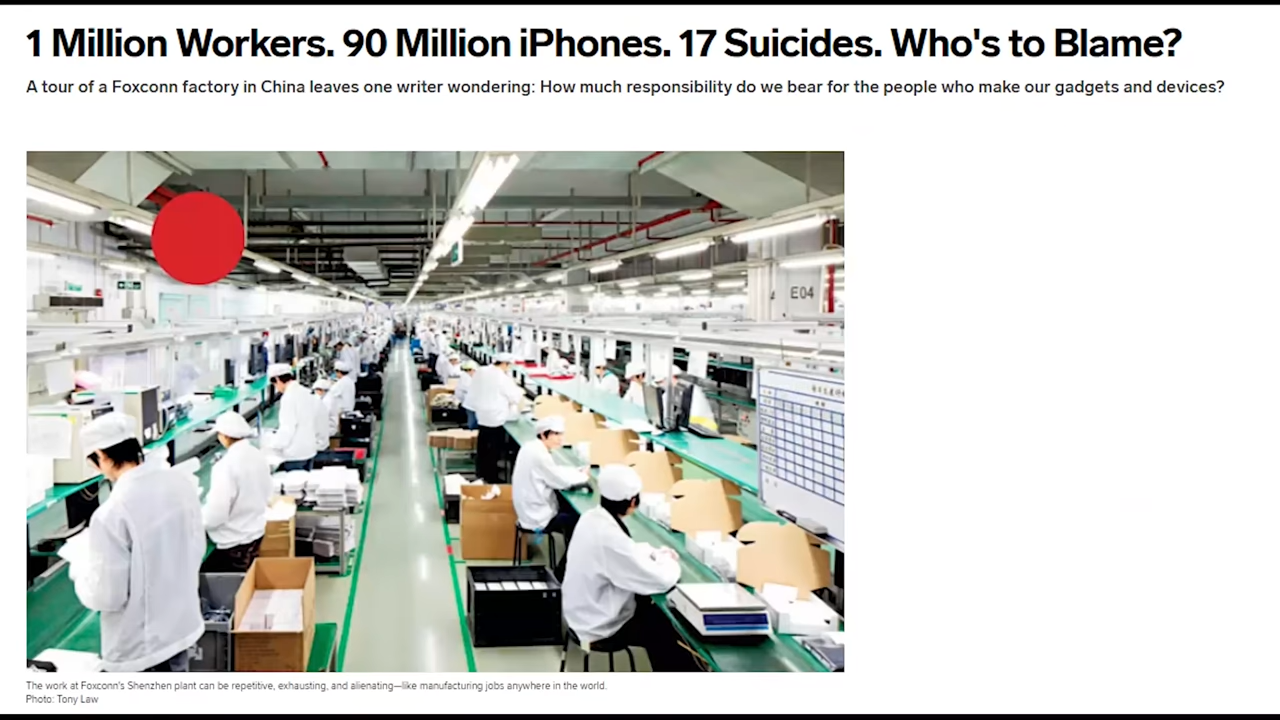 1 Million Workers. 90 Million iPhones. 17 Suicides. Who's to Blame?
A tour of a Foxconn factory in China leaves one writer wondering: How much responsibility do we bear for the people who make our gadgets and devices?
E04
The work at Foxconn's Shenzhen plant can be repetitive, exhausting, and alienating—like manufacturing jobs anywhere in the world.
Photo: Tony Law